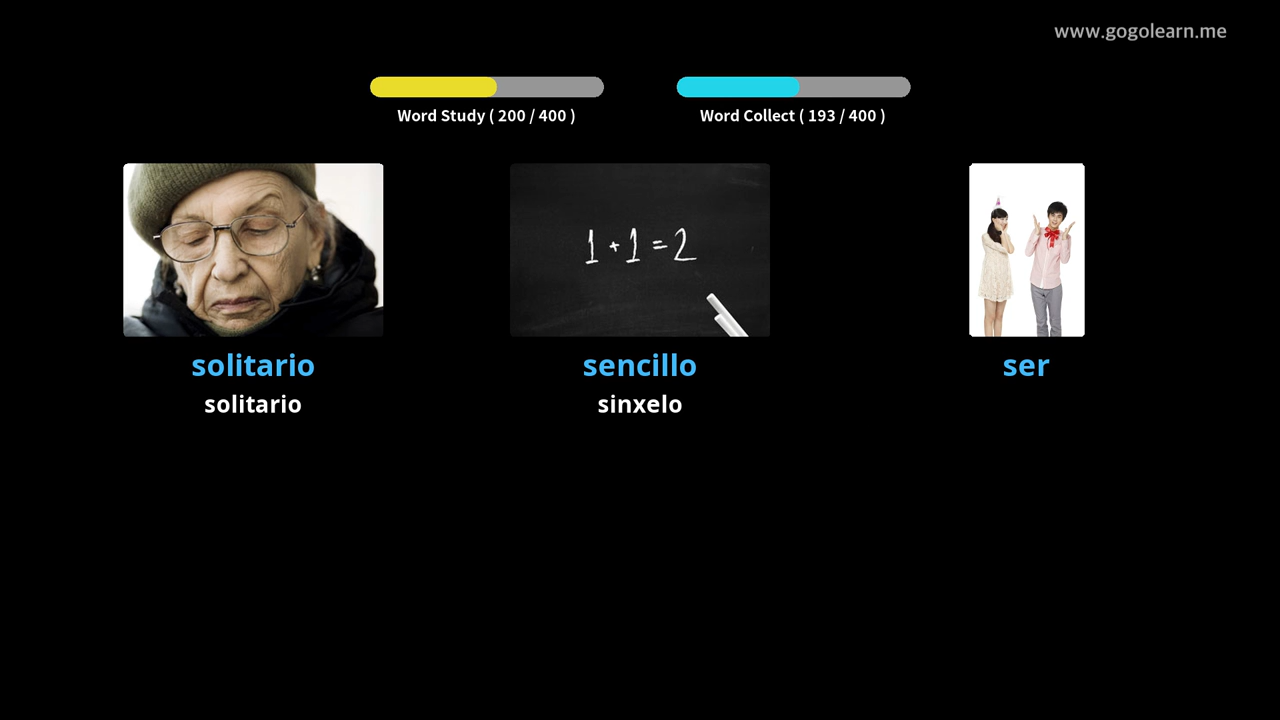 www.gogolearn.me
Word Study ( 200 / 400 )
Word Collect ( 193 / 400 )
1 + 1 = 2
solitario
sencillo
ser
solitario
sinxelo